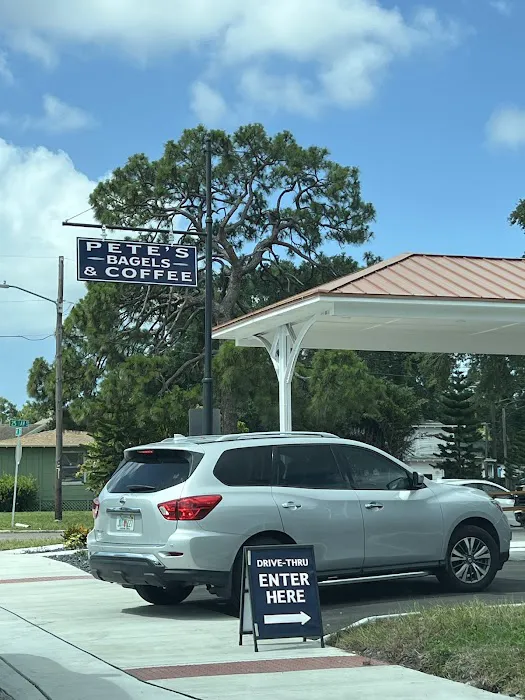 PETE'S
BAGELS
& COFFEE
DRIVE-THRU
ENTER
HERE